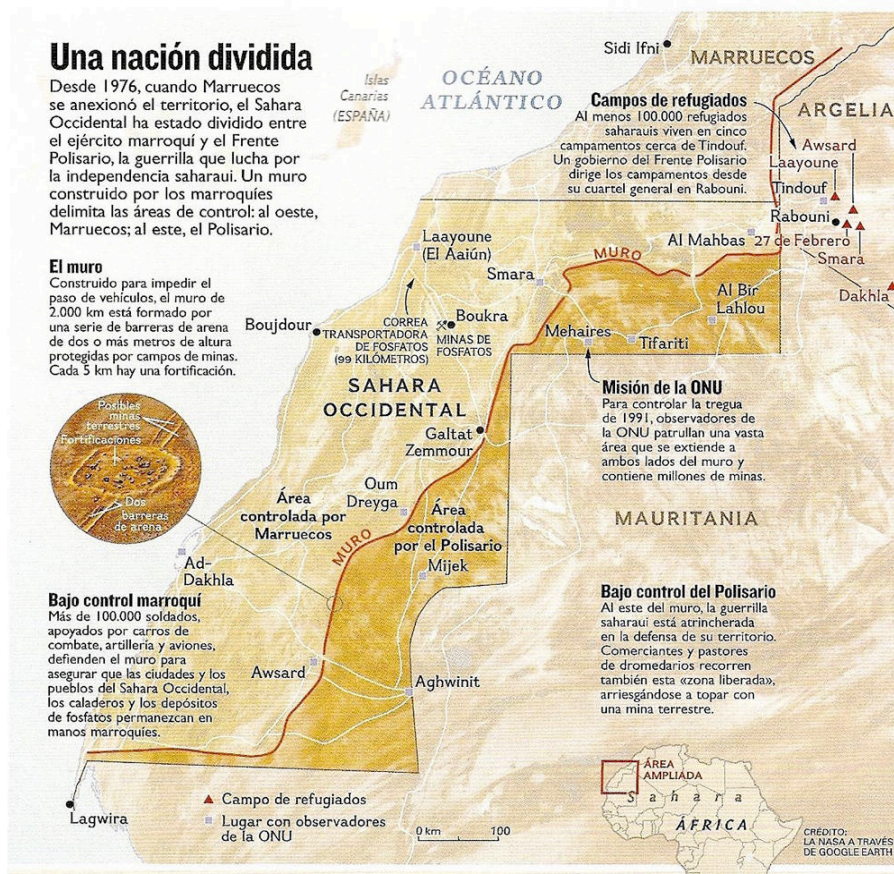 Una nación dividida
Desde 1976, cuando Marruecos
se anexionó el territorio, el Sahara
Occidental ha estado dividido entre
el ejército marroquí y el Frente
Polisario, la guerrilla que lucha por
la independencia saharaui. Un muro
construido por los marroquíes
delimita las áreas de control: al oeste,
Marruecos; al este, el Polisario.
El muro
Construido para impedir el
paso de vehículos, el muro de
2.000 km está formado por
una serie de barreras de arena
de dos o más metros de altura
protegidas por campos de minas.
Cada 5 km hay una fortificación.
Posibles
minas
terrestres
Fortificaciones
Dos
barreras
de arena
Bajo control marroquí
Más de 100.000 soldados,
apoyados por carros de
combate, artillería y aviones,
defienden el muro para
asegurar que las ciudades y los
pueblos del Sahara Occidental,
los caladeros y los depósitos
de fosfatos permanezcan en
manos marroquíes.
Islas
Canarias
(ESPAÑA)
OCÉANO
ATLÁNTICO
Sidi Ifni
MARRUECOS
ARGELIA
Campos de refugiados
Al menos 100.000 refugiados
saharauis viven en cinco
campamentos cerca de Tindouf.
Un gobierno del Frente Polisario
dirige los campamentos desde
su cuartel general en Rabouni.
Awsard
Laayoune
Tindouf
Rabouni
27 de Febrero
Smara
Dakhla
Laayoune
(El Aaiún)
Smara
MURO
Al Mahbas
Al Bir
Lahlou
Boujdour
CORREA
TRANSPORTADORA
DE FOSFATOS
(99 KILÓMETROS)
Boukra
MINAS DE
FOSFATOS
Mehaires
Tifariti
SAHARA
OCCIDENTAL
Misión de la ONU
Para controlar la tregua
de 1991, observadores de
la ONU patrullan una vasta
área que se extiende a
ambos lados del muro y
contiene millones de minas.
Galtat
Zemmour
Oum
Dreyga
Área
controlada por
Marruecos
Área
controlada
por el Polisario
MURO
Mijek
MAURITANIA
Ad-
Dakhla
Bajo control del Polisario
Al este del muro, la guerrilla
saharaui está atrincherada
en la defensa de su territorio.
Comerciantes y pastores
de dromedarios recorren
también esta «zona liberada»,
arriesgándose a topar con
una mina terrestre.
Awsard
Aghwinit
Lagwira
Campo de refugiados
Lugar con observadores
de la ONU
0 km 100
ÁREA
AMPLIADA
Sahara
ÁFRICA
CRÉDITO:
LA NASA A TRAVÉS
DE GOOGLE EARTH